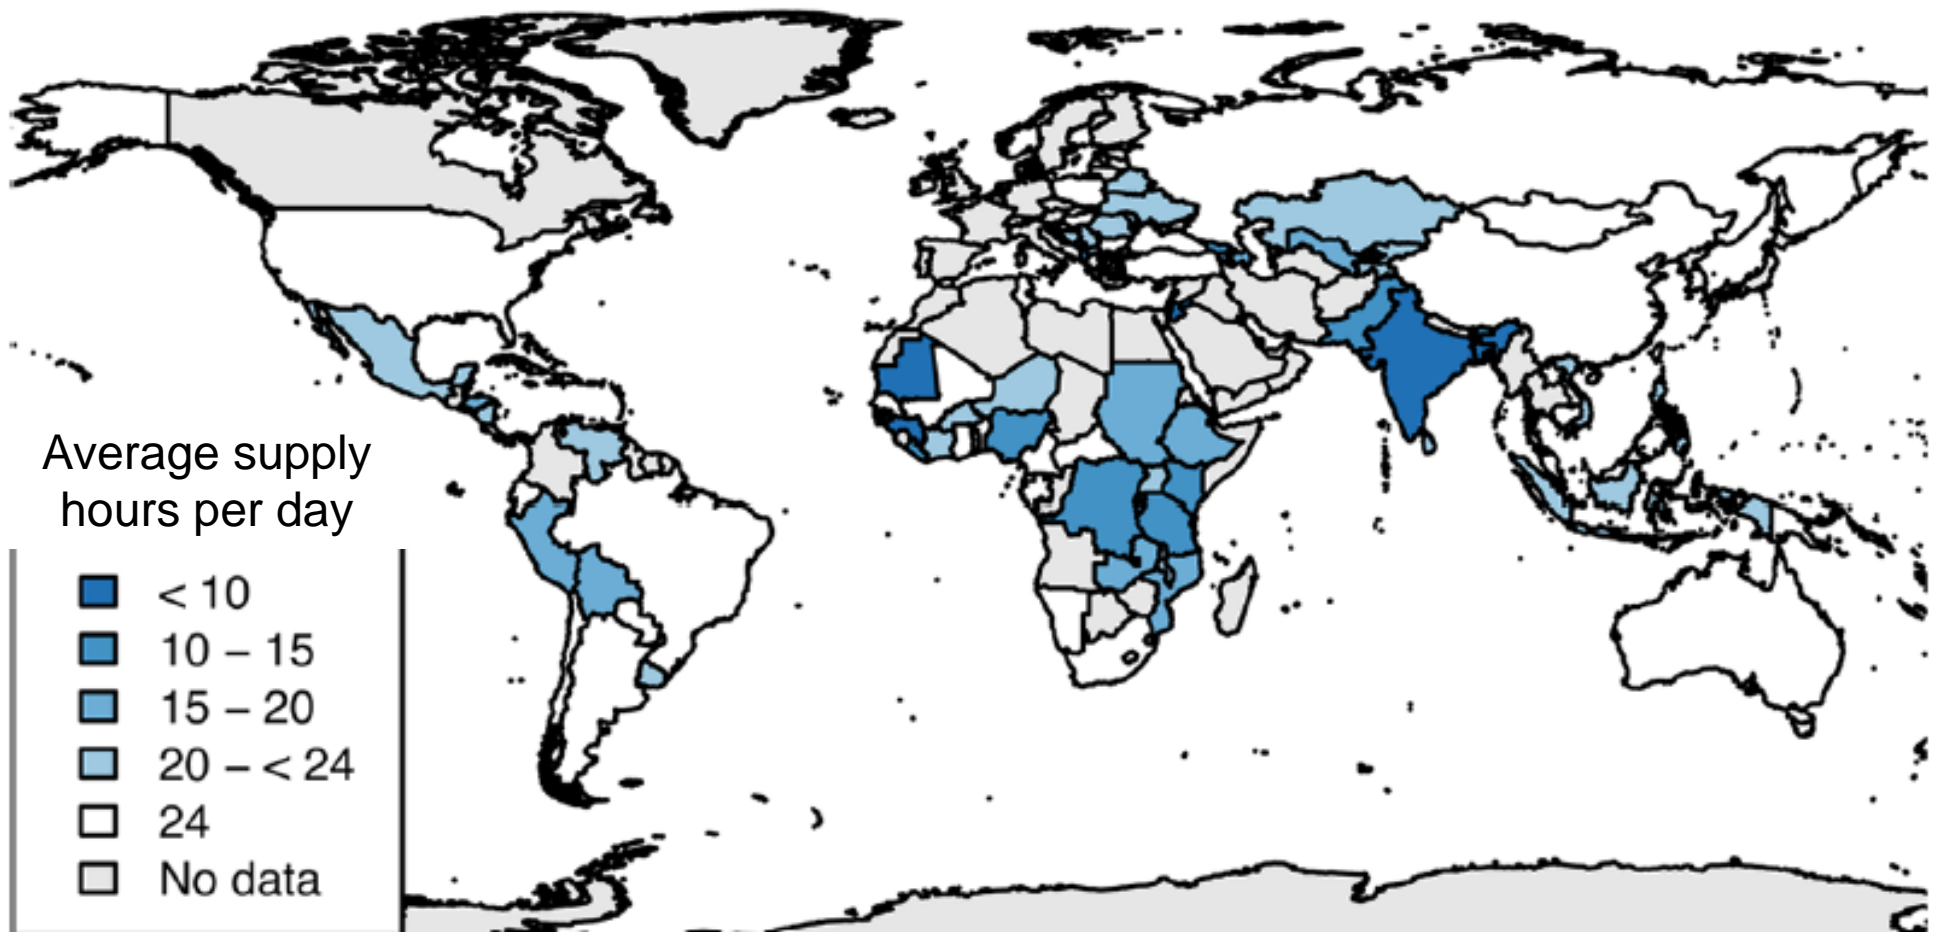 Average supply
hours per day
< 10
10 – 15
15 – 20
20 – < 24
24
No data